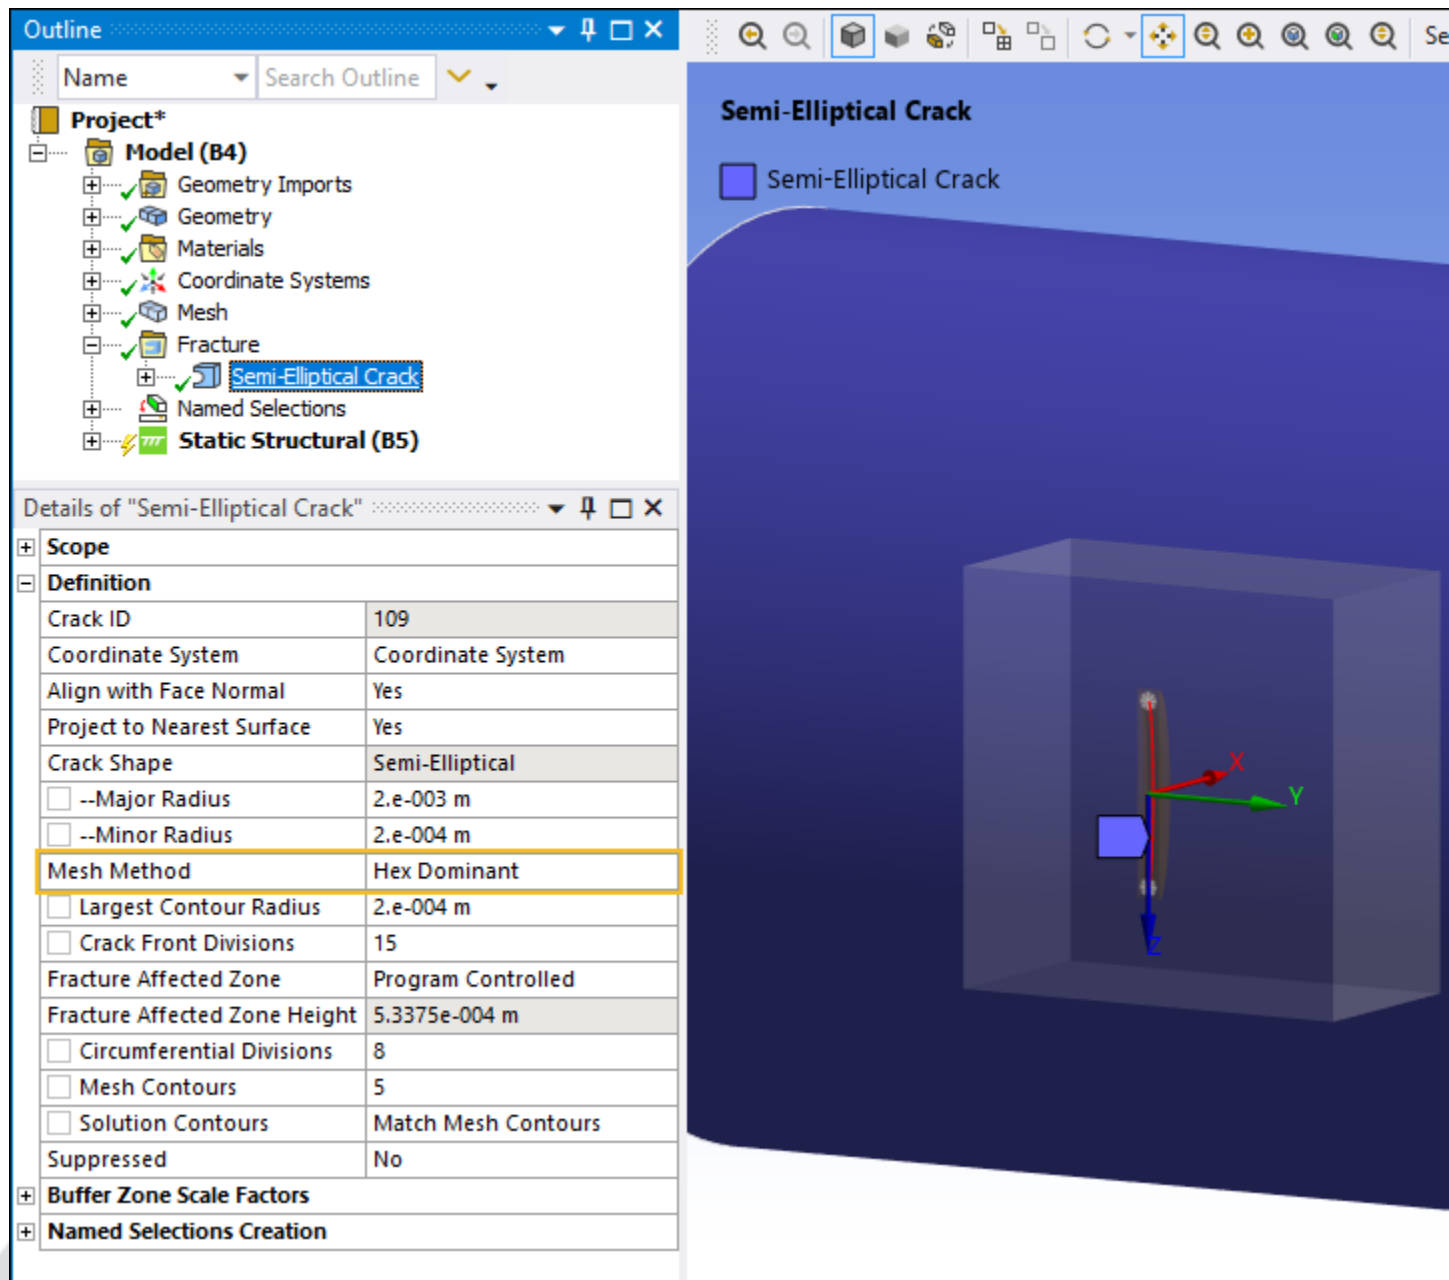 Outline
Name Search Outline
Project*
Model (B4)
Geometry Imports
Geometry
Materials
Coordinate Systems
Mesh
Fracture
Semi-Elliptical Crack
Named Selections
Static Structural (B5)
Details of "Semi-Elliptical Crack"
Scope
Definition
Crack ID 109
Coordinate System Coordinate System
Align with Face Normal Yes
Project to Nearest Surface Yes
Crack Shape Semi-Elliptical
--Major Radius 2.e-003 m
--Minor Radius 2.e-004 m
Mesh Method Hex Dominant
Largest Contour Radius 2.e-004 m
Crack Front Divisions 15
Fracture Affected Zone Program Controlled
Fracture Affected Zone Height 5.3375e-004 m
Circumferential Divisions 8
Mesh Contours 5
Solution Contours Match Mesh Contours
Suppressed No
Buffer Zone Scale Factors
Named Selections Creation
Se
Semi-Elliptical Crack
Semi-Elliptical Crack
X
Y
Z